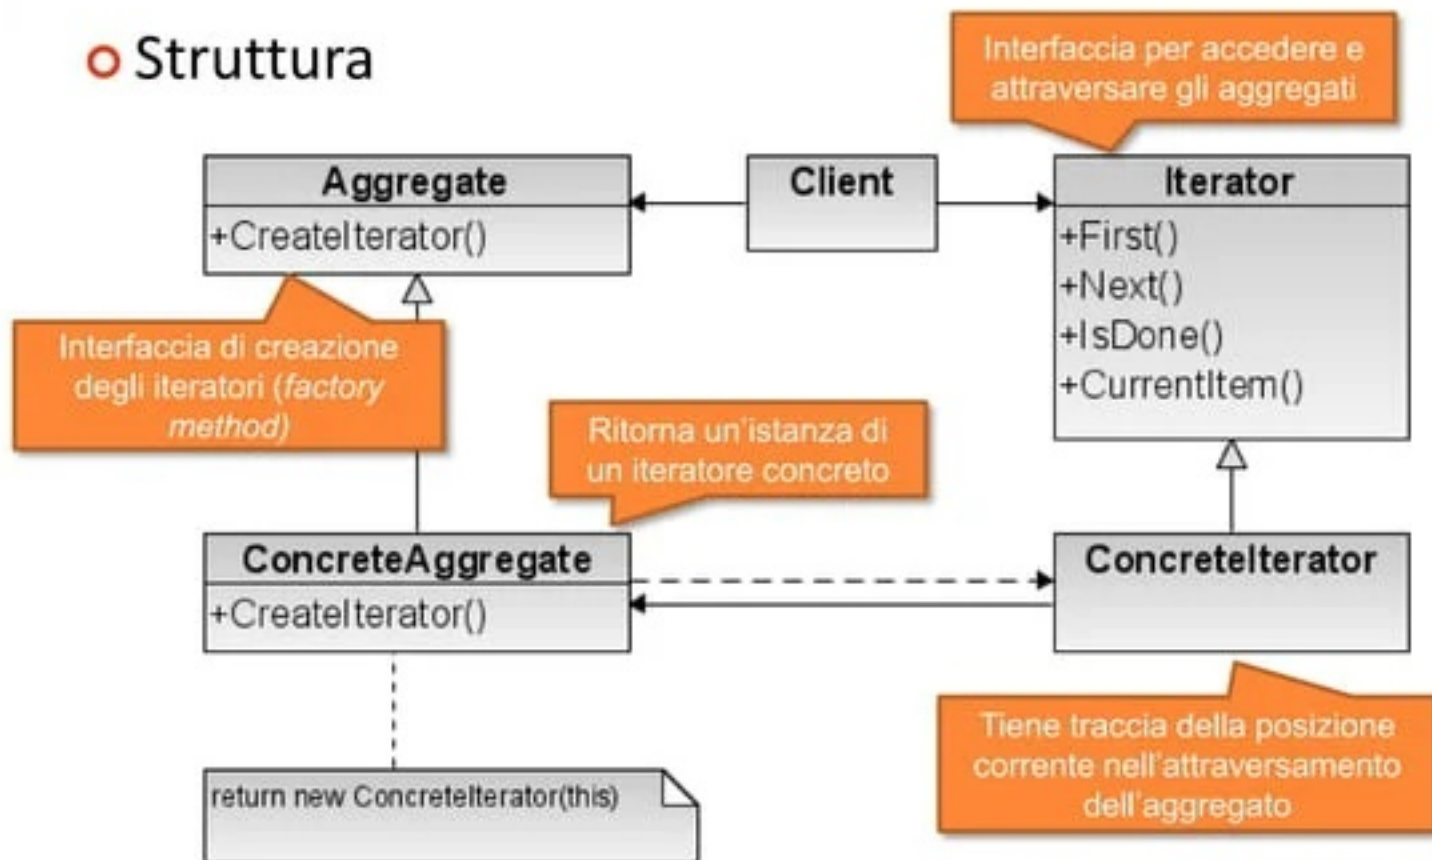 Struttura
Interfaccia per accedere e
attraversare gli aggregati
Aggregate
+CreateIterator()
Client
Iterator
+First()
+Next()
+IsDone()
+CurrentItem()
Interfaccia di creazione
degli iteratori (factory
method)
Ritorna un'istanza di
un iteratore concreto
ConcreteAggregate
+CreateIterator()
ConcreteIterator
Tiene traccia della posizione
corrente nell'attraversamento
dell'aggregato
return new ConcreteIterator(this)